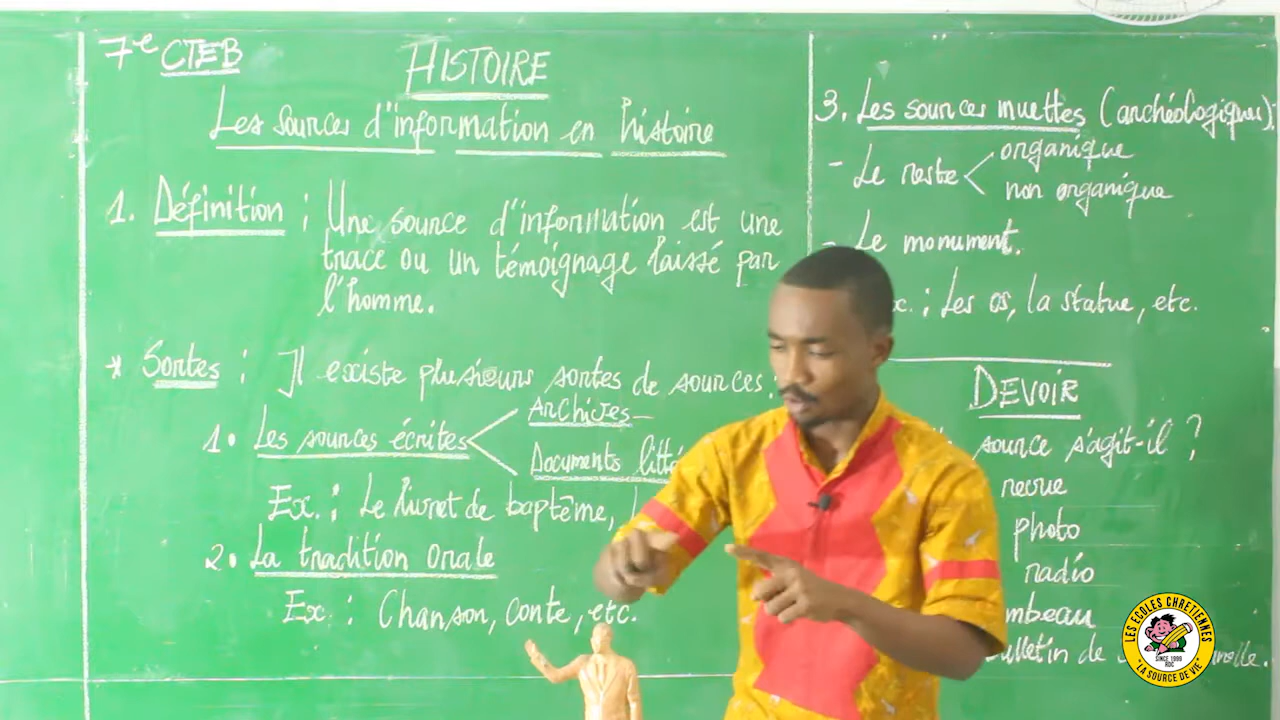 7e CTEB
HISTOIRE
Les sources d'information en histoire
1. Définition : Une source d'information est une
trace ou un témoignage laissé par
l'homme.
* Sortes : Il existe plusieurs sortes de sources :
1. Les sources écrites
Archives
Documents
Ex. : Le livret de baptême,
2. La tradition orale
Ex. : Chanson, conte, etc.
3. Les sources muettes (archéologiques) :
- Le reste
organique
non organique
- Le monument.
: Les os, la statue, etc.
DEVOIR
source s'agit-il ?
revue
photo
radio
de
LES ECOLES CHRETIENNES
SINCE 1996
RDC
"LA SOURCE DE VIE"